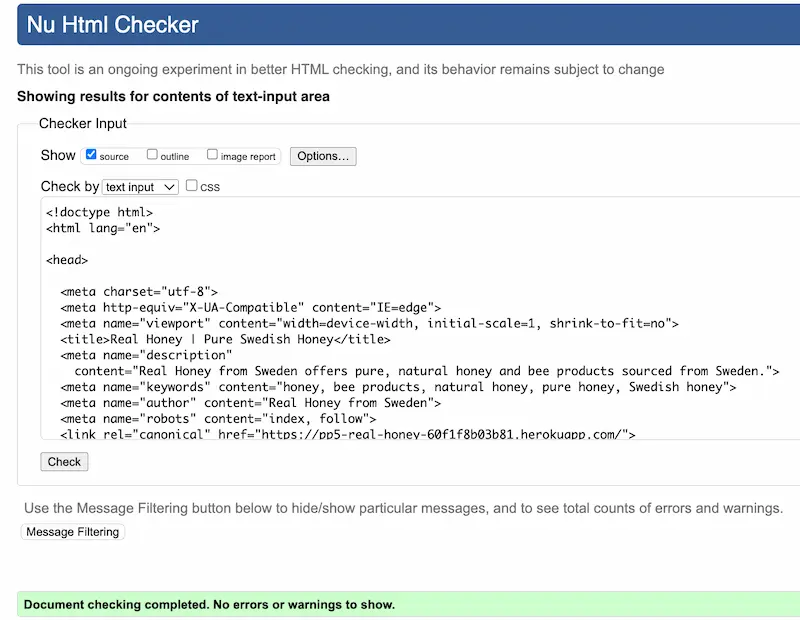 Nu Html Checker
This tool is an ongoing experiment in better HTML checking, and its behavior remains subject to change
Showing results for contents of text-input area
Checker Input
Show source outline image report Options...
Check by text input css
<!doctype html>
<html lang="en">
<head>
<meta charset="utf-8">
<meta http-equiv="X-UA-Compatible" content="IE=edge">
<meta name="viewport" content="width=device-width, initial-scale=1, shrink-to-fit=no">
<title>Real Honey | Pure Swedish Honey</title>
<meta name="description"
content="Real Honey from Sweden offers pure, natural honey and bee products sourced from Sweden.">
<meta name="keywords" content="honey, bee products, natural honey, pure honey, Swedish honey">
<meta name="author" content="Real Honey from Sweden">
<meta name="robots" content="index, follow">
<link rel="canonical" href="https://pp5-real-honey-60f1f8b03b81.herokuapp.com/">
Check
Use the Message Filtering button below to hide/show particular messages, and to see total counts of errors and warnings.
Message Filtering
Document checking completed. No errors or warnings to show.